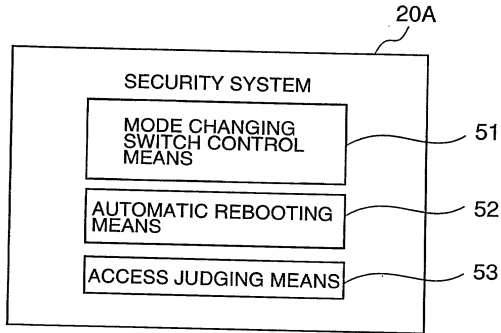 20A
SECURITY SYSTEM
MODE CHANGING
SWITCH CONTROL
MEANS
51
AUTOMATIC REBOOTING
MEANS
52
ACCESS JUDGING MEANS
53